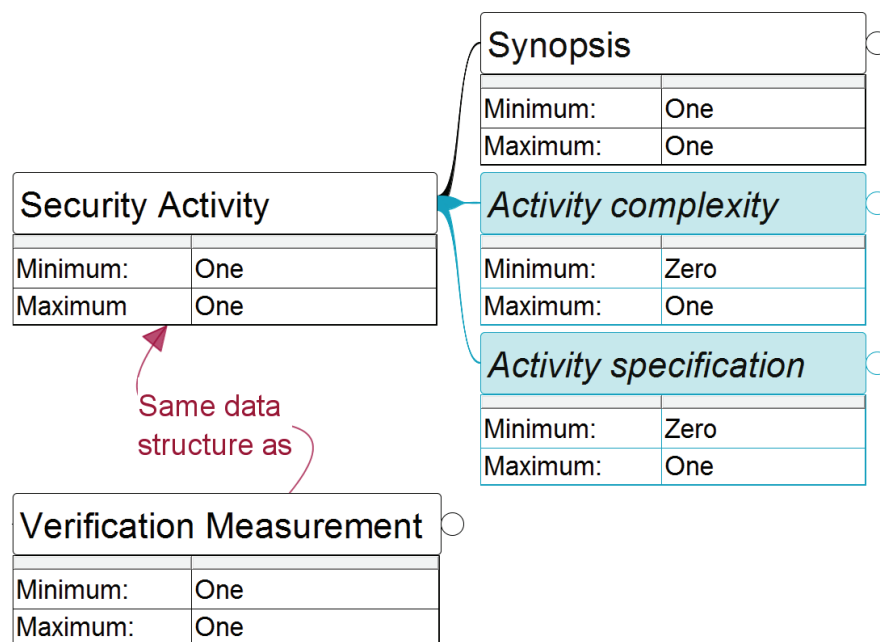 Synopsis
Minimum: One
Maximum: One
Security Activity
Minimum: One
Maximum One
Activity complexity
Minimum: Zero
Maximum: One
Activity specification
Minimum: Zero
Maximum: One
Same data
structure as
Verification Measurement
Minimum: One
Maximum: One